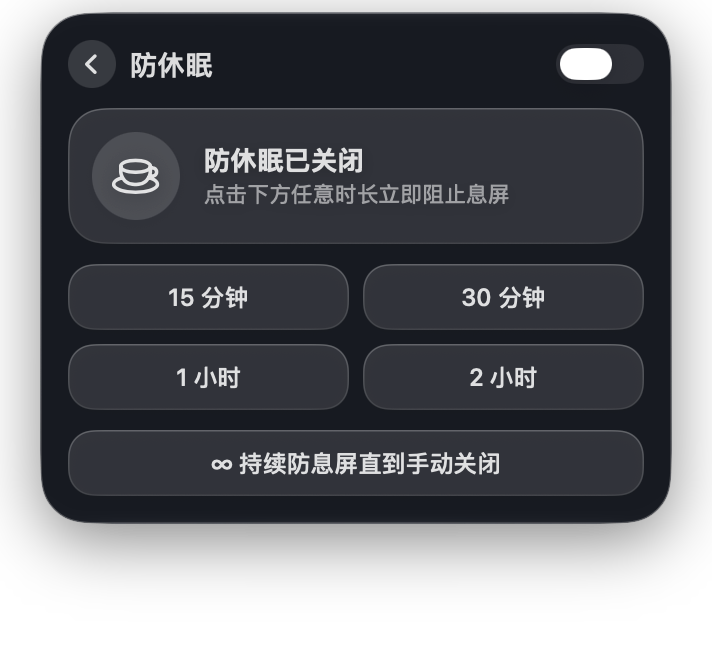 防休眠
防休眠已关闭
点击下方任意时长立即阻止息屏
15 分钟
30 分钟
1 小时
2 小时
∞ 持续防息屏直到手动关闭